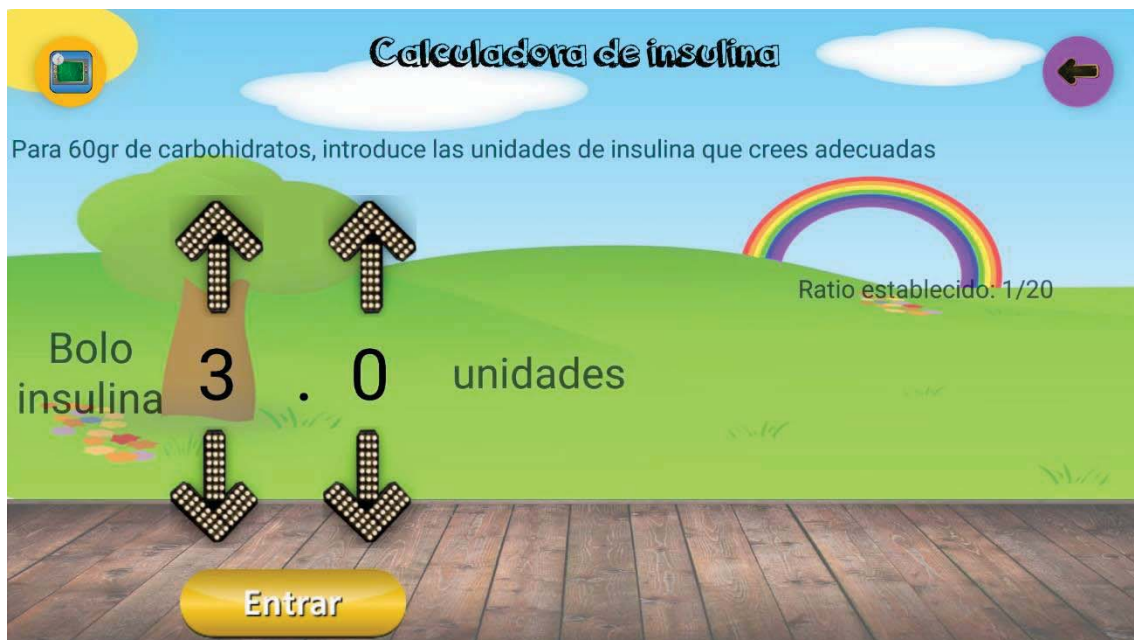 Calculadora de insulina
Para 60gr de carbohidratos, introduce las unidades de insulina que crees adecuadas
Ratio establecido: 1/20
Bolo
insulina
3 . 0 unidades
Entrar